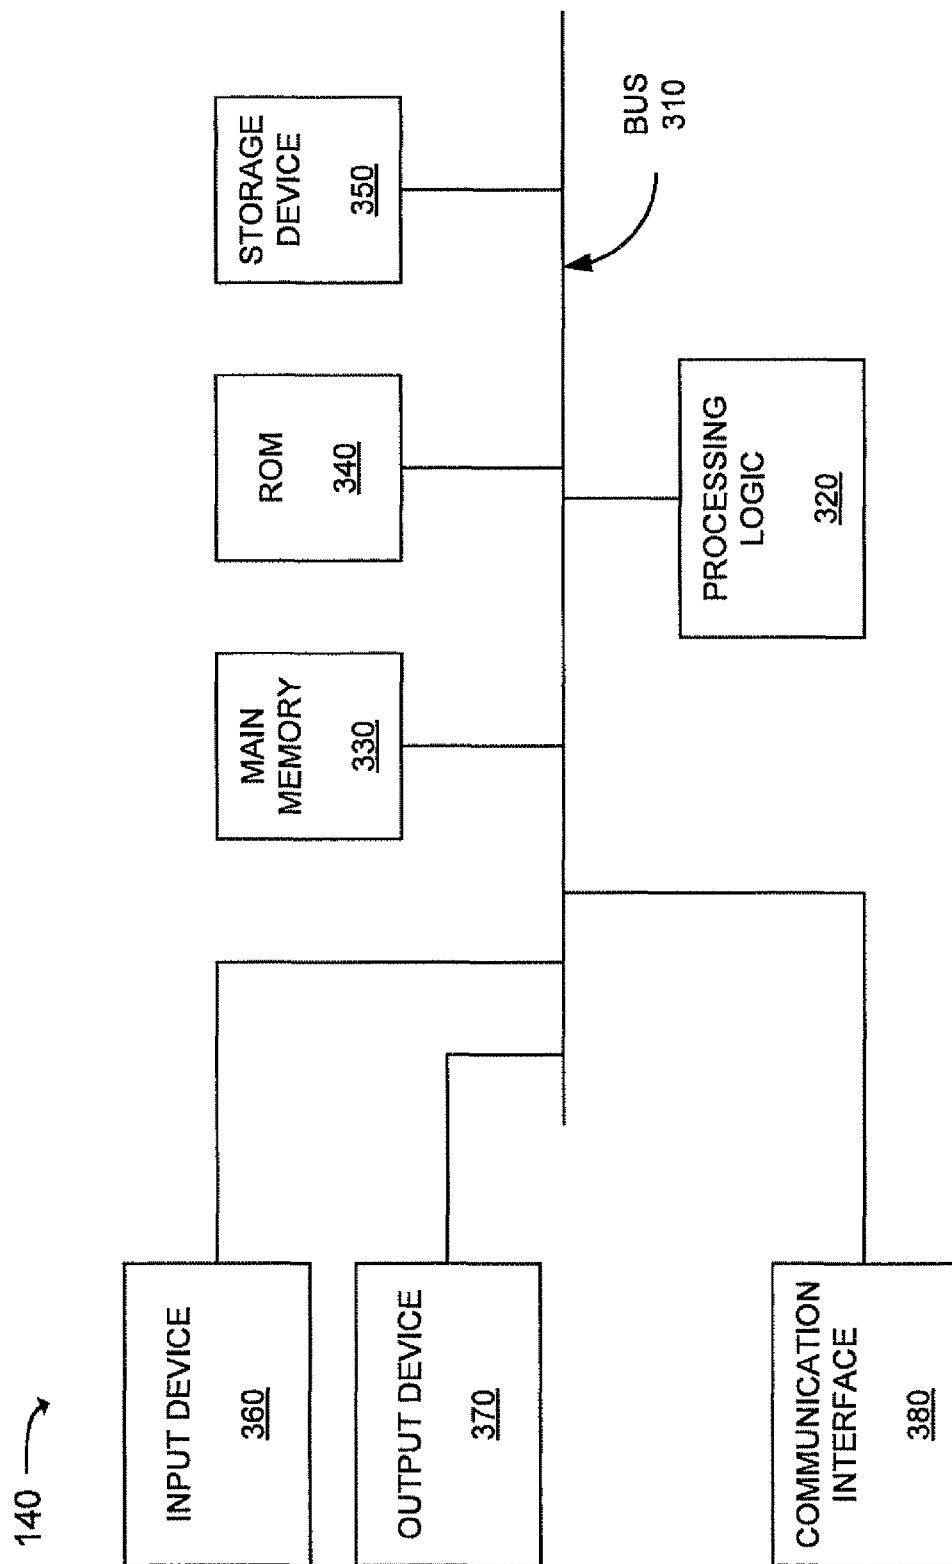 140
INPUT DEVICE
360
OUTPUT DEVICE
370
COMMUNICATION
INTERFACE
380
MAIN
MEMORY
330
ROM
340
STORAGE
DEVICE
350
PROCESSING
LOGIC
320
BUS
310